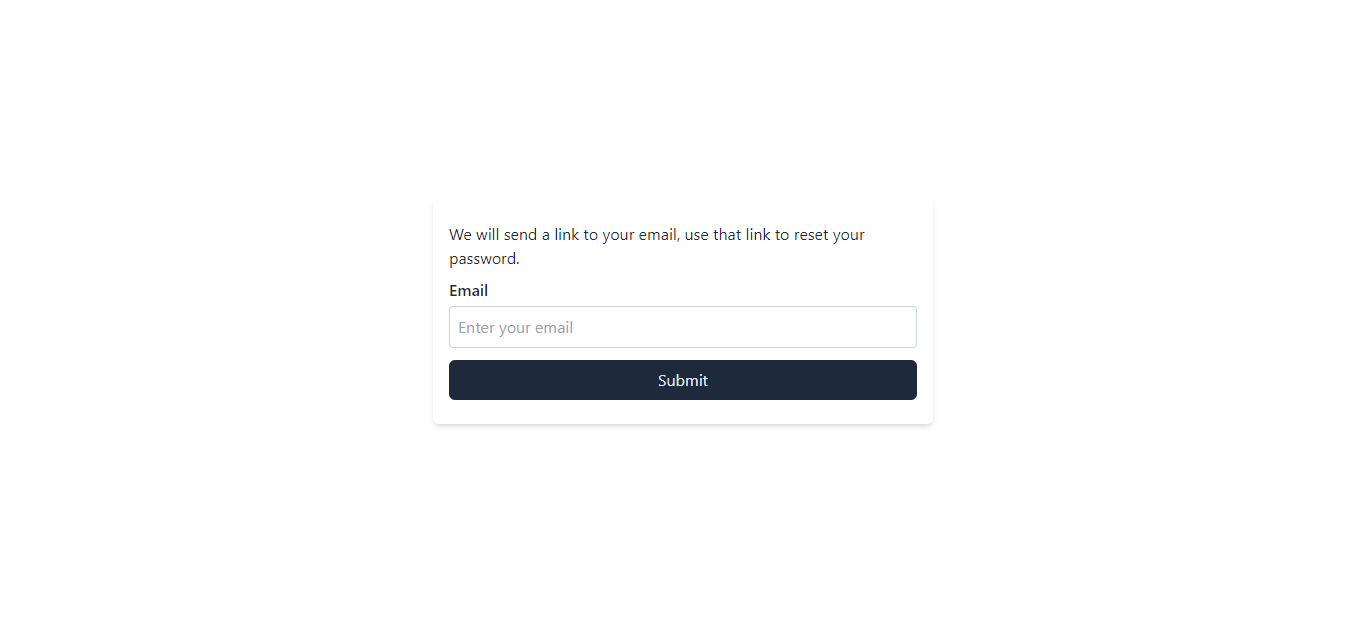 We will send a link to your email, use that link to reset your
password.
Email
Enter your email
Submit